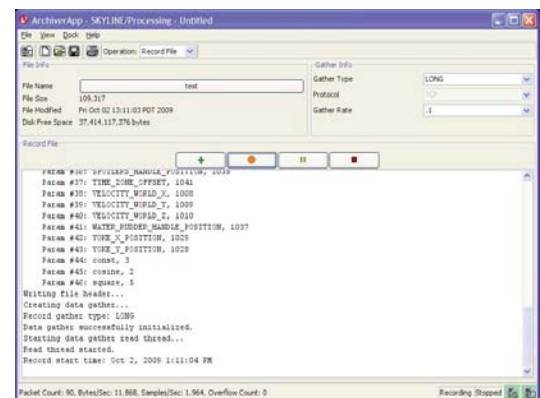 ArchiverApp - SKYLINE/Processing - Untitled
File View Dock Help
Operation: Record File
File Info
File Name text
File Size 109,317
File Modified Fri Oct 02 13:11:03 PDT 2009
Disk Free Space 37,414,117,376 bytes
Gather Info
Gather Type LONG
Protocol TCP
Gather Rate .1
Record File
Param #36: SPOILERS_HANDLE_POSITION, 1035
Param #37: TIME_ZONE_OFFSET, 1041
Param #38: VELOCITY_WORLD_X, 1008
Param #39: VELOCITY_WORLD_Y, 1009
Param #40: VELOCITY_WORLD_Z, 1010
Param #41: WATER_RUDDER_HANDLE_POSITION, 1037
Param #42: YOKE_X_POSITION, 1029
Param #43: YOKE_Y_POSITION, 1028
Param #44: const, 3
Param #45: cosine, 2
Param #46: square, 5
Writing file header...
Creating data gather...
Record gather type: LONG
Data gather successfully initialized.
Starting data gather read thread...
Read thread started.
Record start time: Oct 2, 2009 1:11:04 PM
Packet Count: 90, Bytes/Sec: 11,868, Samples/Sec: 1,964, Overflow Count: 0
Recording Stopped